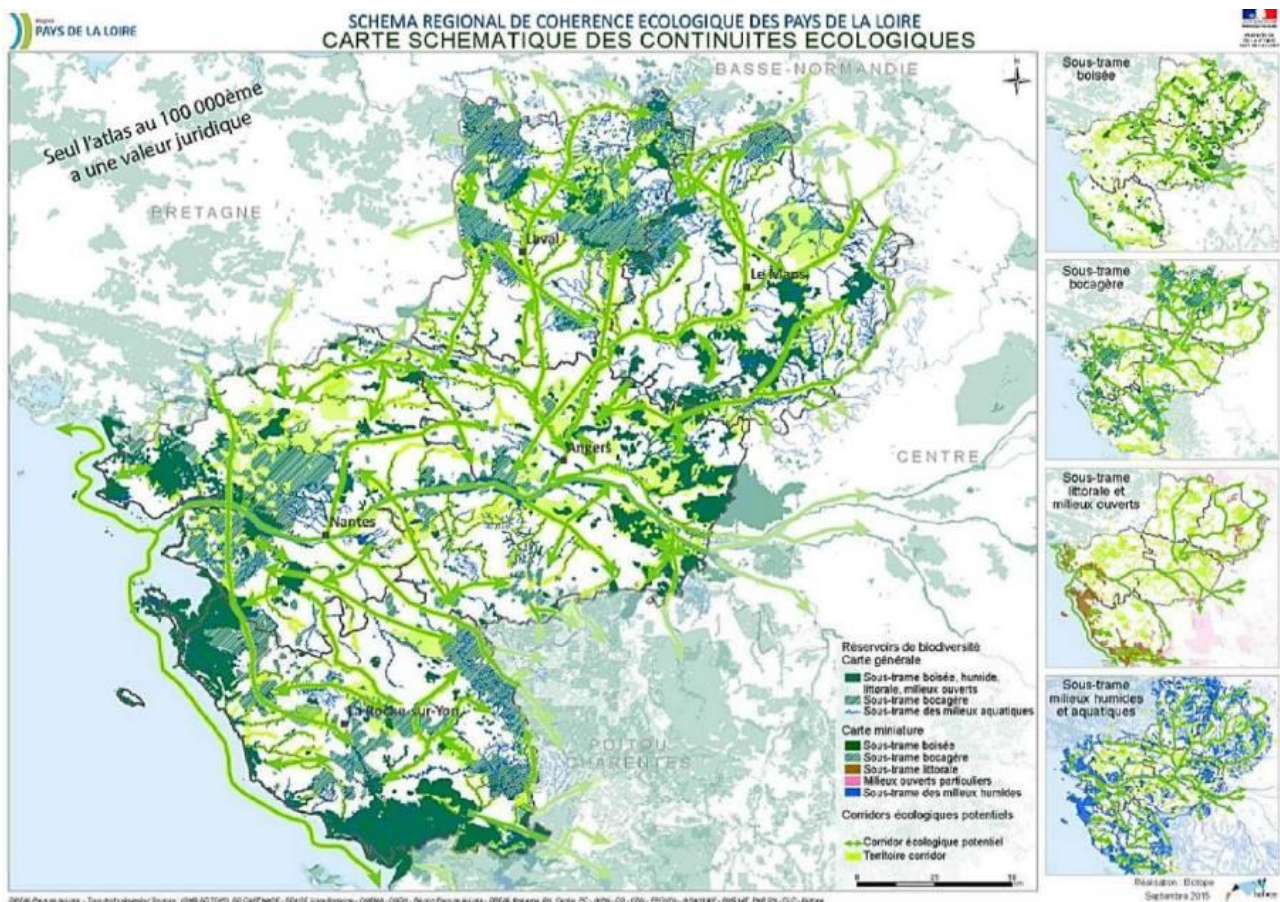 Région
PAYS DE LA LOIRE
SCHEMA REGIONAL DE COHERENCE ECOLOGIQUE DES PAYS DE LA LOIRE
CARTE SCHEMATIQUE DES CONTINUITES ECOLOGIQUES
Seul l'atlas au 100 000ème
a une valeur juridique
BASSE-NORMANDIE
N
BRETAGNE
Laval
Le Mans
Angers
CENTRE
Nantes
La Roche-sur-Yon
POITOU
CHARENTES
Réservoirs de biodiversité
Carte générale
Sous-trame boisée, humide,
littorale, milieux ouverts
Sous-trame bocagère
Sous-trame des milieux aquatiques
Carte miniature
Sous-trame boisée
Sous-trame bocagère
Sous-trame littorale
Milieux ouverts particuliers
Sous-trame des milieux humides
Corridors écologiques potentiels
Corridor écologique potentiel
Territoire corridor
Sous-trame
boisée
Sous-trame
bocagère
Sous-trame
littorale et
milieux ouverts
Sous-trame
milieux humides
et aquatiques
Réalisation : Biotope
Septembre 2015